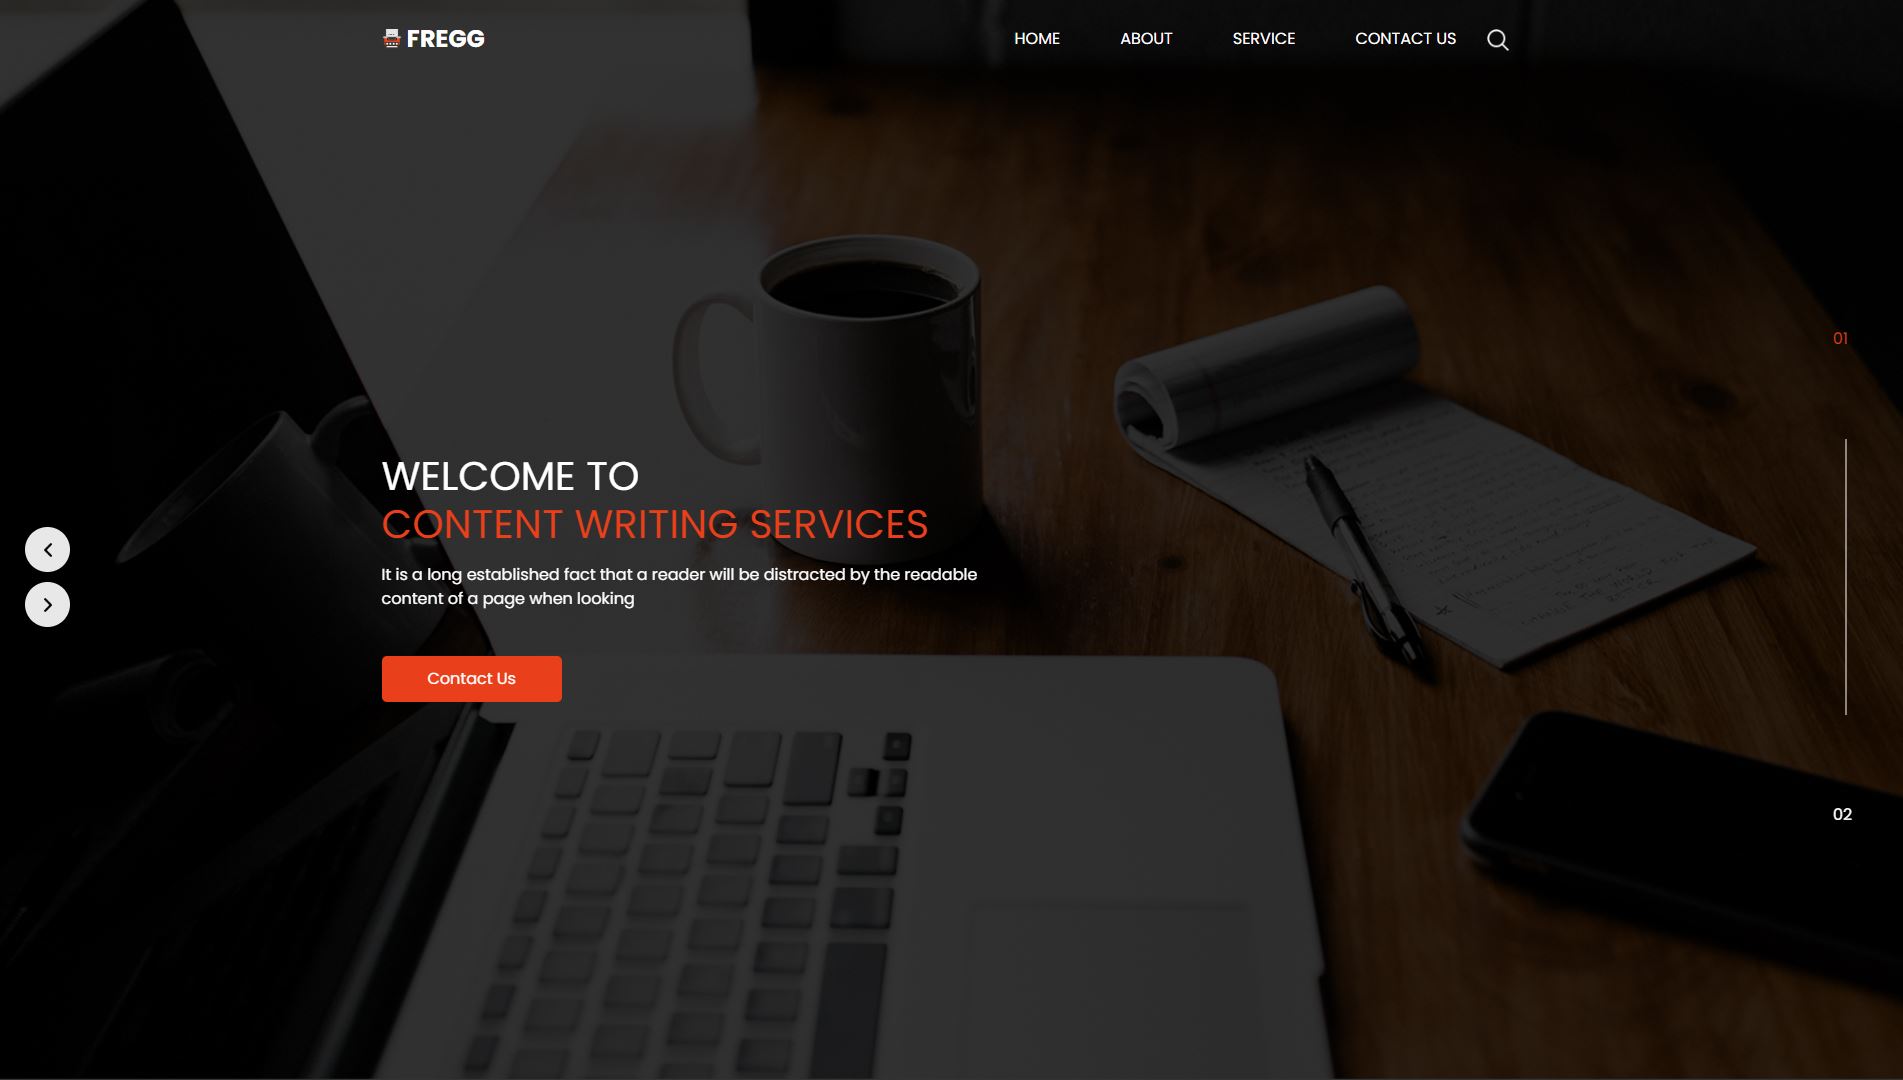 FREGG
HOME
ABOUT
SERVICE
CONTACT US
01
WELCOME TO
CONTENT WRITING SERVICES
It is a long established fact that a reader will be distracted by the readable
content of a page when looking
Contact Us
02